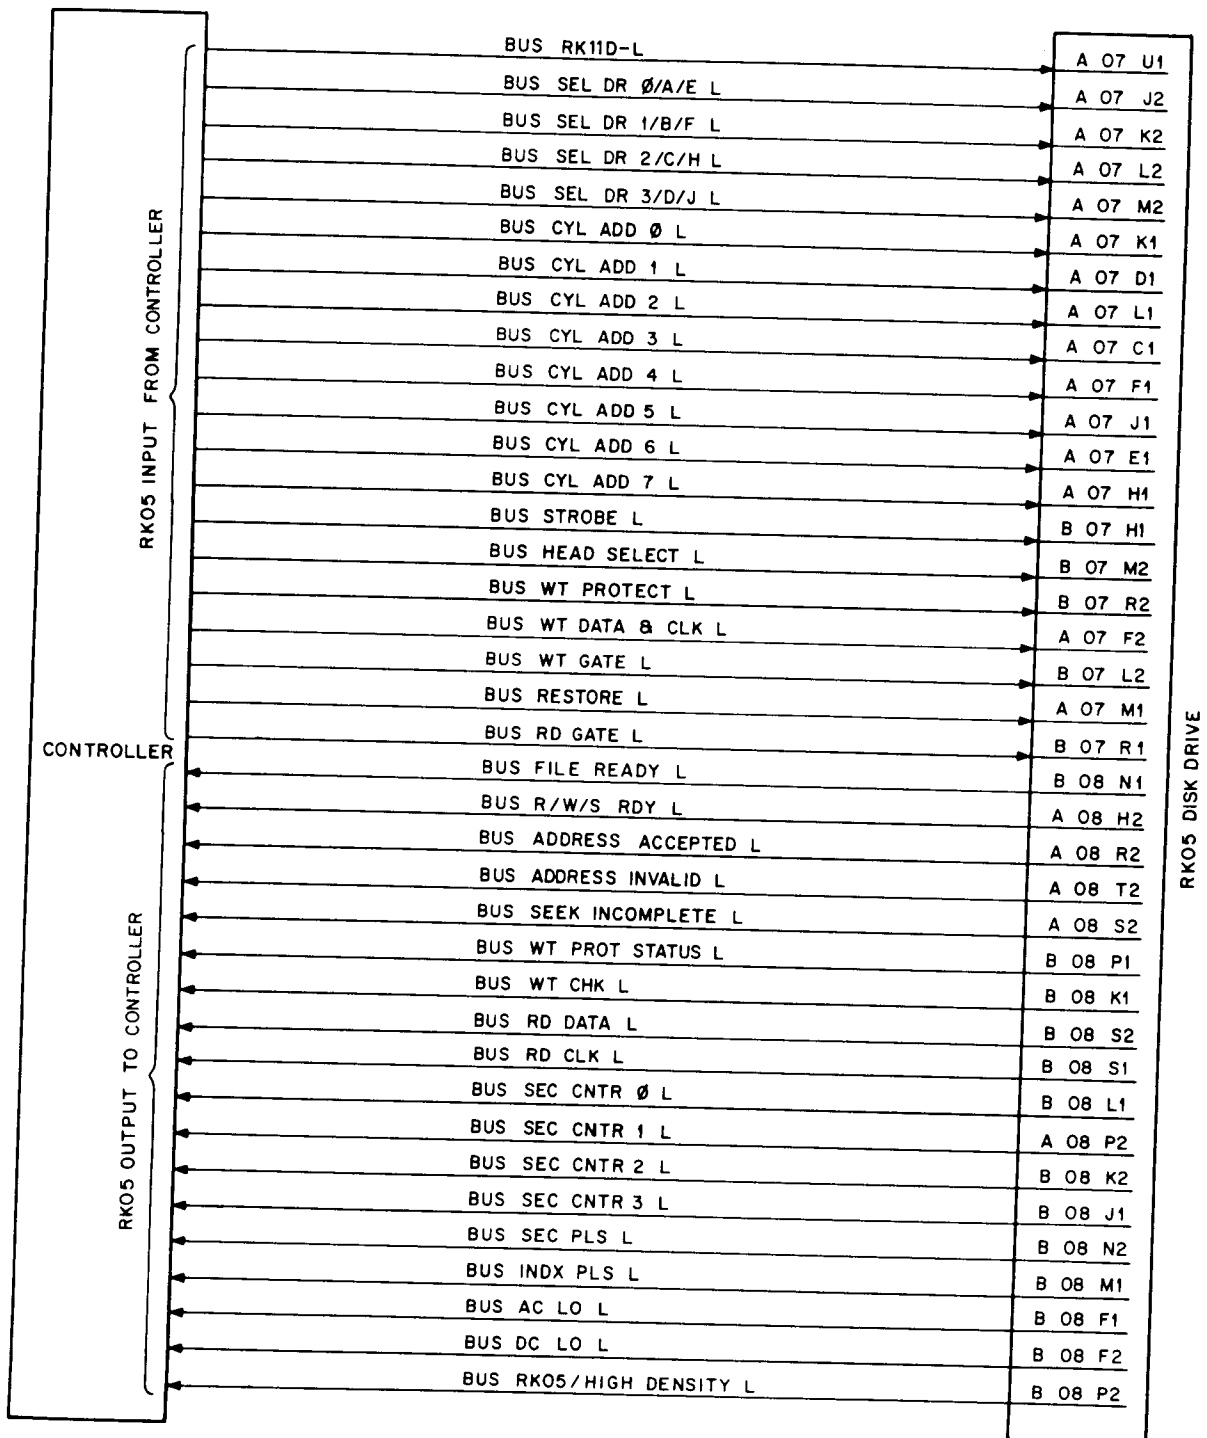 BUS RK11D-L A 07 U1
BUS SEL DR Ø/A/E L A 07 J2
BUS SEL DR 1/B/F L A 07 K2
BUS SEL DR 2/C/H L A 07 L2
BUS SEL DR 3/D/J L A 07 M2
BUS CYL ADD Ø L A 07 K1
BUS CYL ADD 1 L A 07 D1
BUS CYL ADD 2 L A 07 L1
BUS CYL ADD 3 L A 07 C1
BUS CYL ADD 4 L A 07 F1
BUS CYL ADD 5 L A 07 J1
BUS CYL ADD 6 L A 07 E1
BUS CYL ADD 7 L A 07 H1
BUS STROBE L B 07 H1
BUS HEAD SELECT L B 07 M2
BUS WT PROTECT L B 07 R2
BUS WT DATA & CLK L A 07 F2
BUS WT GATE L B 07 L2
BUS RESTORE L A 07 M1
BUS RD GATE L B 07 R1
RK05 INPUT FROM CONTROLLER
CONTROLLER
RK05 DISK DRIVE
BUS FILE READY L B 08 N1
BUS R/W/S RDY L A 08 H2
BUS ADDRESS ACCEPTED L A 08 R2
BUS ADDRESS INVALID L A 08 T2
BUS SEEK INCOMPLETE L A 08 S2
BUS WT PROT STATUS L B 08 P1
BUS WT CHK L B 08 K1
BUS RD DATA L B 08 S2
BUS RD CLK L B 08 S1
BUS SEC CNTR Ø L B 08 L1
BUS SEC CNTR 1 L A 08 P2
BUS SEC CNTR 2 L B 08 K2
BUS SEC CNTR 3 L B 08 J1
BUS SEC PLS L B 08 N2
BUS INDX PLS L B 08 M1
BUS AC LO L B 08 F1
BUS DC LO L B 08 F2
BUS RK05/HIGH DENSITY L B 08 P2
RK05 OUTPUT TO CONTROLLER